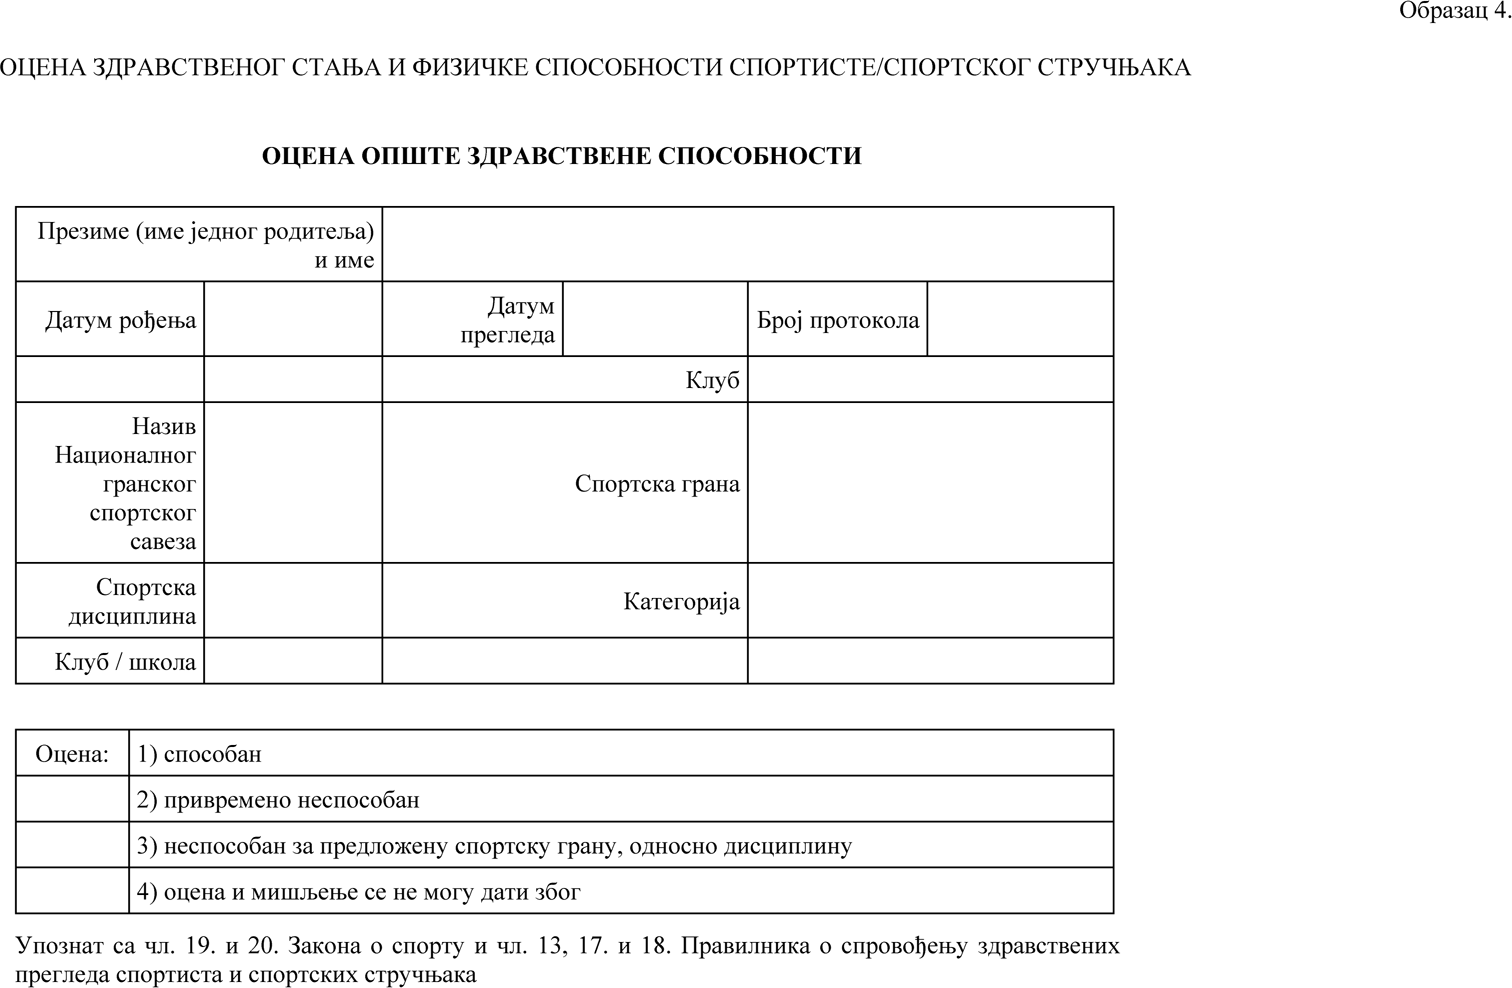 Образац 4.
ОЦЕНА ЗДРАВСТВЕНОГ СТАЊА И ФИЗИЧКЕ СПОСОБНОСТИ СПОРТИСТЕ/СПОРТСКОГ СТРУЧЊАКА
ОЦЕНА ОПШТЕ ЗДРАВСТВЕНЕ СПОСОБНОСТИ
Презиме (име једног родитеља)
и име
Датум рођења
Датум
прегледа
Број протокола
Клуб
Назив
Националног
гранског
спортског
савеза
Спортска грана
Спортска
дисциплина
Категорија
Клуб / школа
Оцена: 1) способан
2) привремено неспособан
3) неспособан за предложену спортску грану, односно дисциплину
4) оцена и мишљење се не могу дати због
Упознат са чл. 19. и 20. Закона о спорту и чл. 13, 17. и 18. Правилника о спровођењу здравствених
прегледа спортиста и спортских стручњака